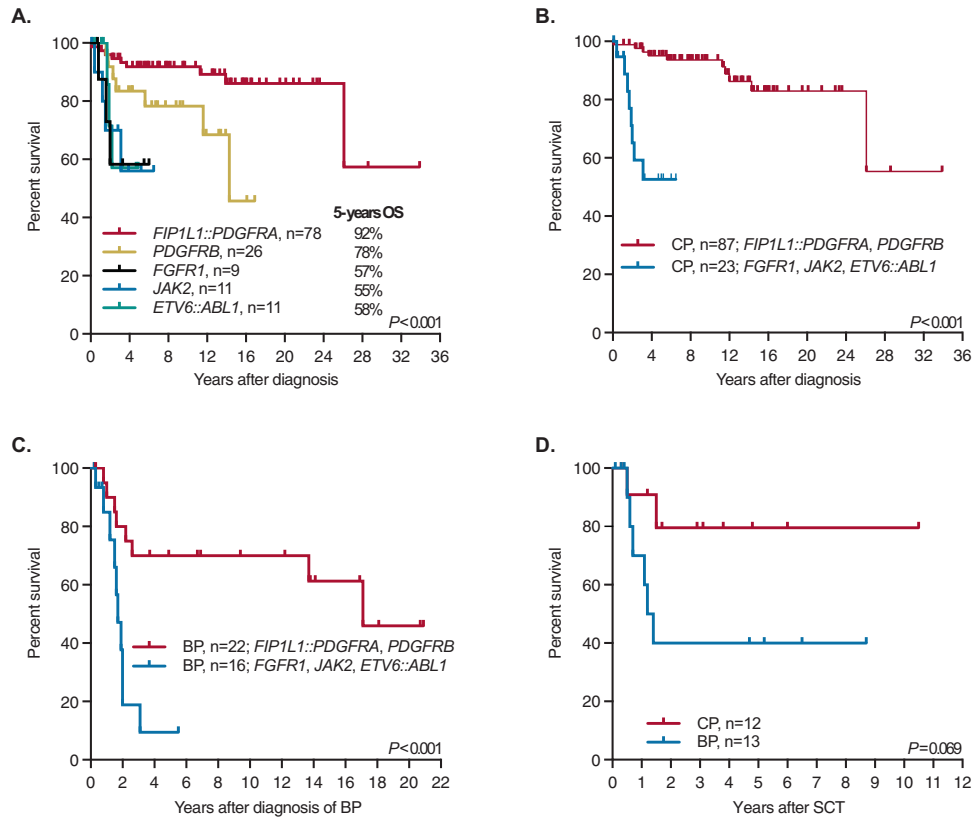 A.
100
80
60
40
20
0
Percent survival
5-years OS
FIP1L1::PDGFRA, n=78 92%
PDGFRB, n=26 78%
FGFR1, n=9 57%
JAK2, n=11 55%
ETV6::ABL1, n=11 58%
P<0.001
0 4 8 12 16 20 24 28 32 36
Years after diagnosis
B.
100
80
60
40
20
0
Percent survival
CP, n=87; FIP1L1::PDGFRA, PDGFRB
CP, n=23; FGFR1, JAK2, ETV6::ABL1
P<0.001
0 4 8 12 16 20 24 26 32 36
Years after diagnosis
C.
100
80
60
40
20
0
Percent survival
BP, n=22; FIP1L1::PDGFRA, PDGFRB
BP, n=16; FGFR1, JAK2, ETV6::ABL1
P<0.001
0 2 4 6 8 10 12 14 16 18 20 22
Years after diagnosis of BP
D.
100
80
60
40
20
0
Percent survival
CP, n=12
BP, n=13
P=0.069
0 1 2 3 4 5 6 7 8 9 10 11 12
Years after SCT